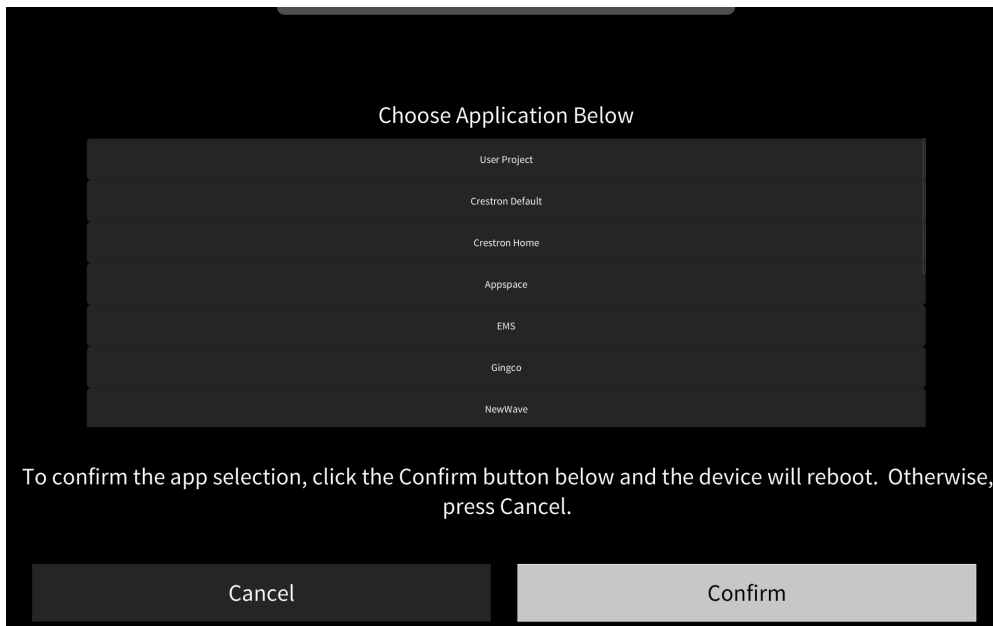 Choose Application Below
User Project
Crestron Default
Crestron Home
Appspace
EMS
Gingco
NewWave
To confirm the app selection, click the Confirm button below and the device will reboot.  Otherwise,
press Cancel.
Cancel
Confirm